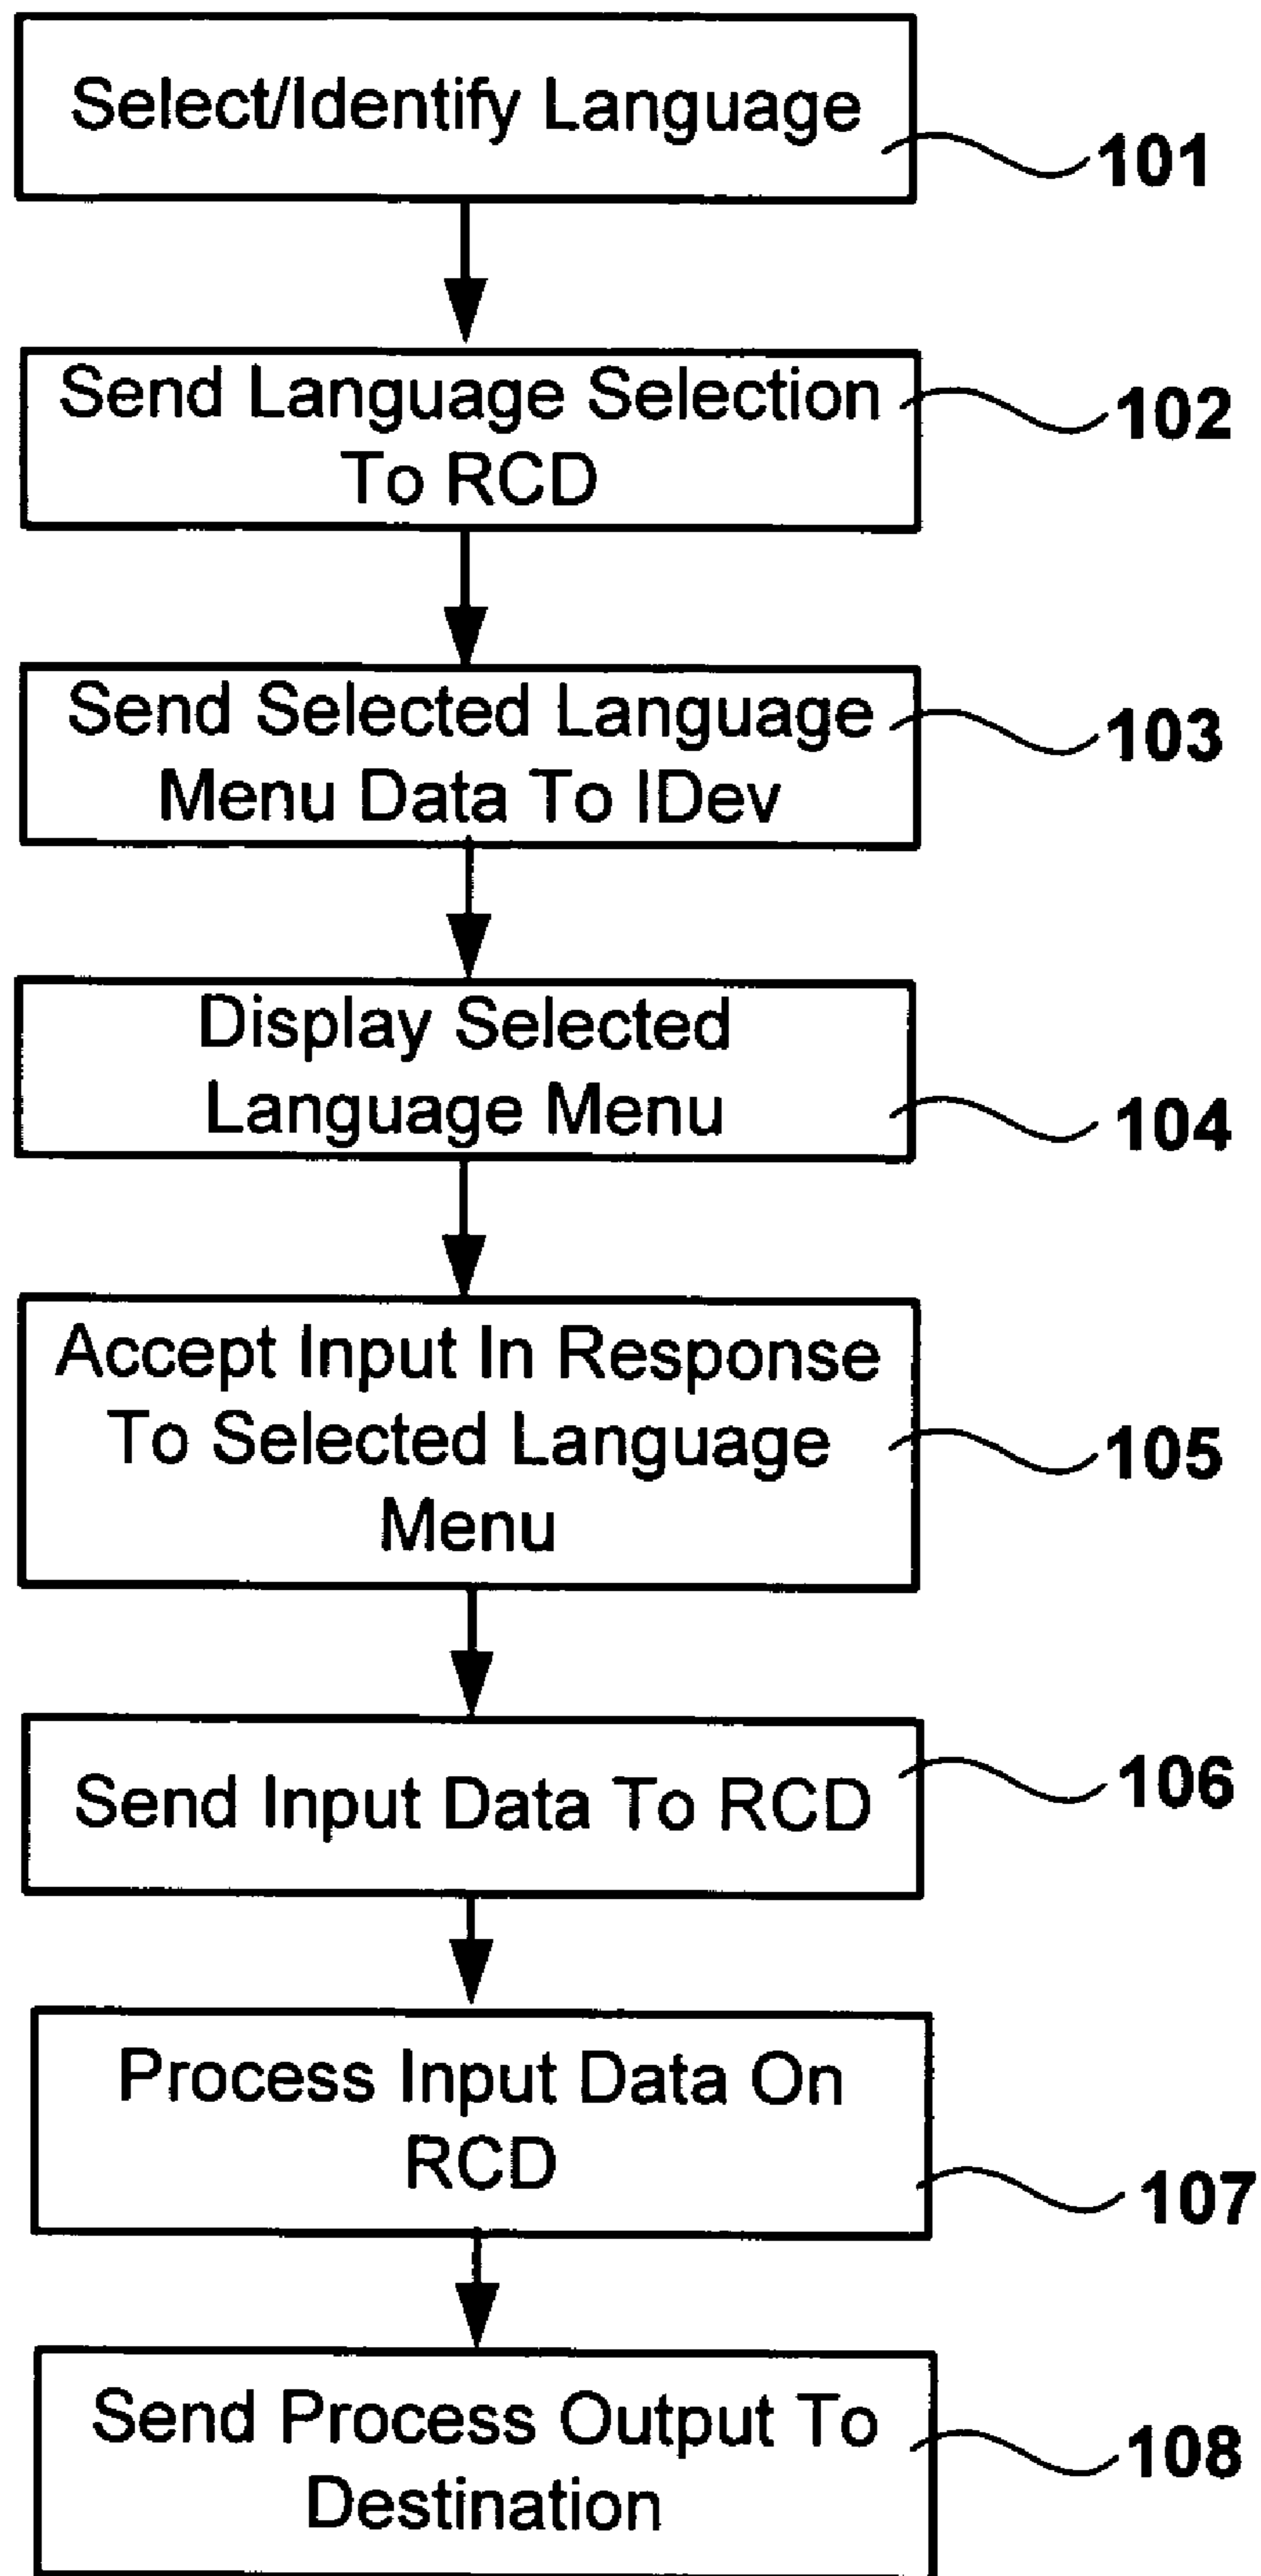 Select/Identify Language
101
Send Language Selection
To RCD
102
Send Selected Language
Menu Data To IDev
103
Display Selected
Language Menu
104
Accept Input In Response
To Selected Language
Menu
105
Send Input Data To RCD
106
Process Input Data On
RCD
107
Send Process Output To
Destination
108